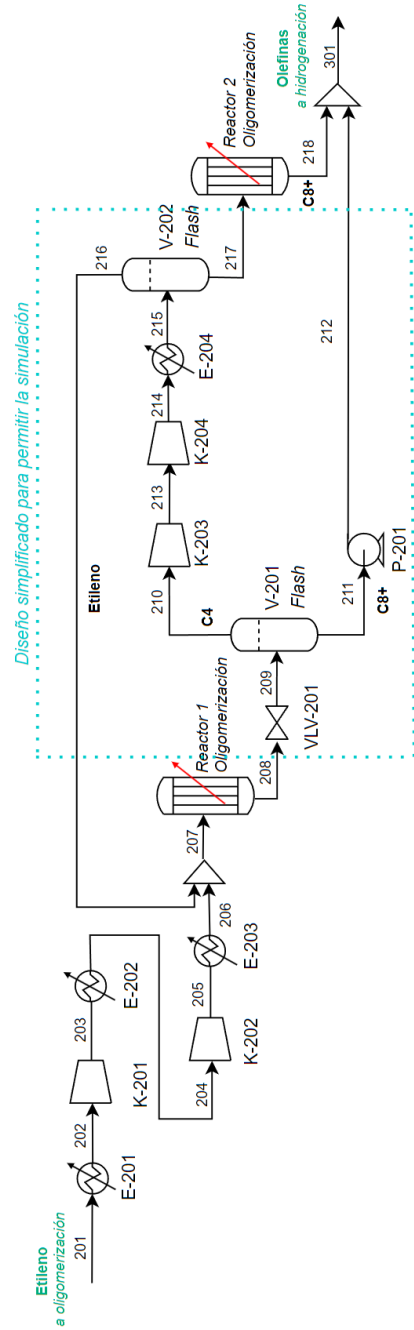 Diseño simplificado para permitir la simulación
Etileno
a oligomerización
201
E-201
202
K-201
203
E-202
204
K-202
205
E-203
206
207
Reactor 1
Oligomerización
208
VLV-201
209
V-201
Flash
C4
210
K-203
213
K-204
214
E-204
215
V-202
Flash
216
Etileno
217
Reactor 2
Oligomerización
218
C8+
211
C8+
P-201
212
301
Olefinas
a hidrogenación